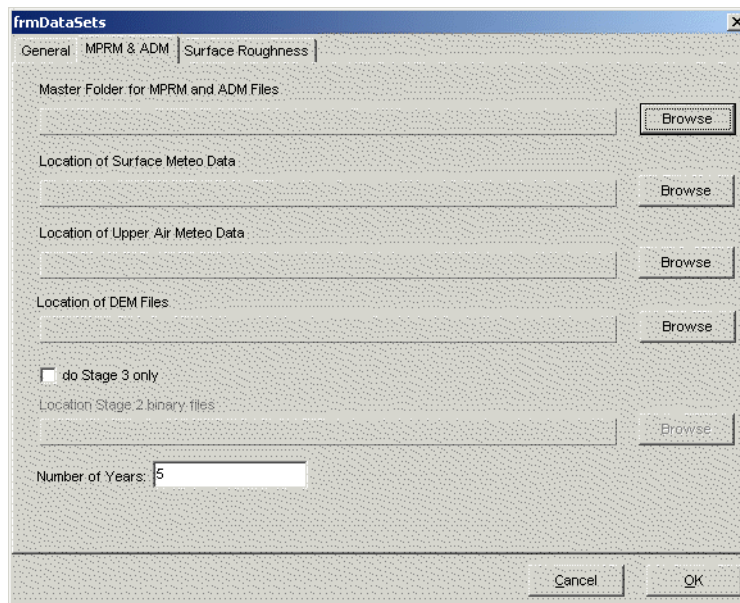 frmDataSets
General MPRM & ADM Surface Roughness
Master Folder for MPRM and ADM Files
Browse
Location of Surface Meteo Data
Browse
Location of Upper Air Meteo Data
Browse
Location of DEM Files
Browse
do Stage 3 only
Location Stage 2 binary files
Browse
Number of Years: 5
Cancel OK